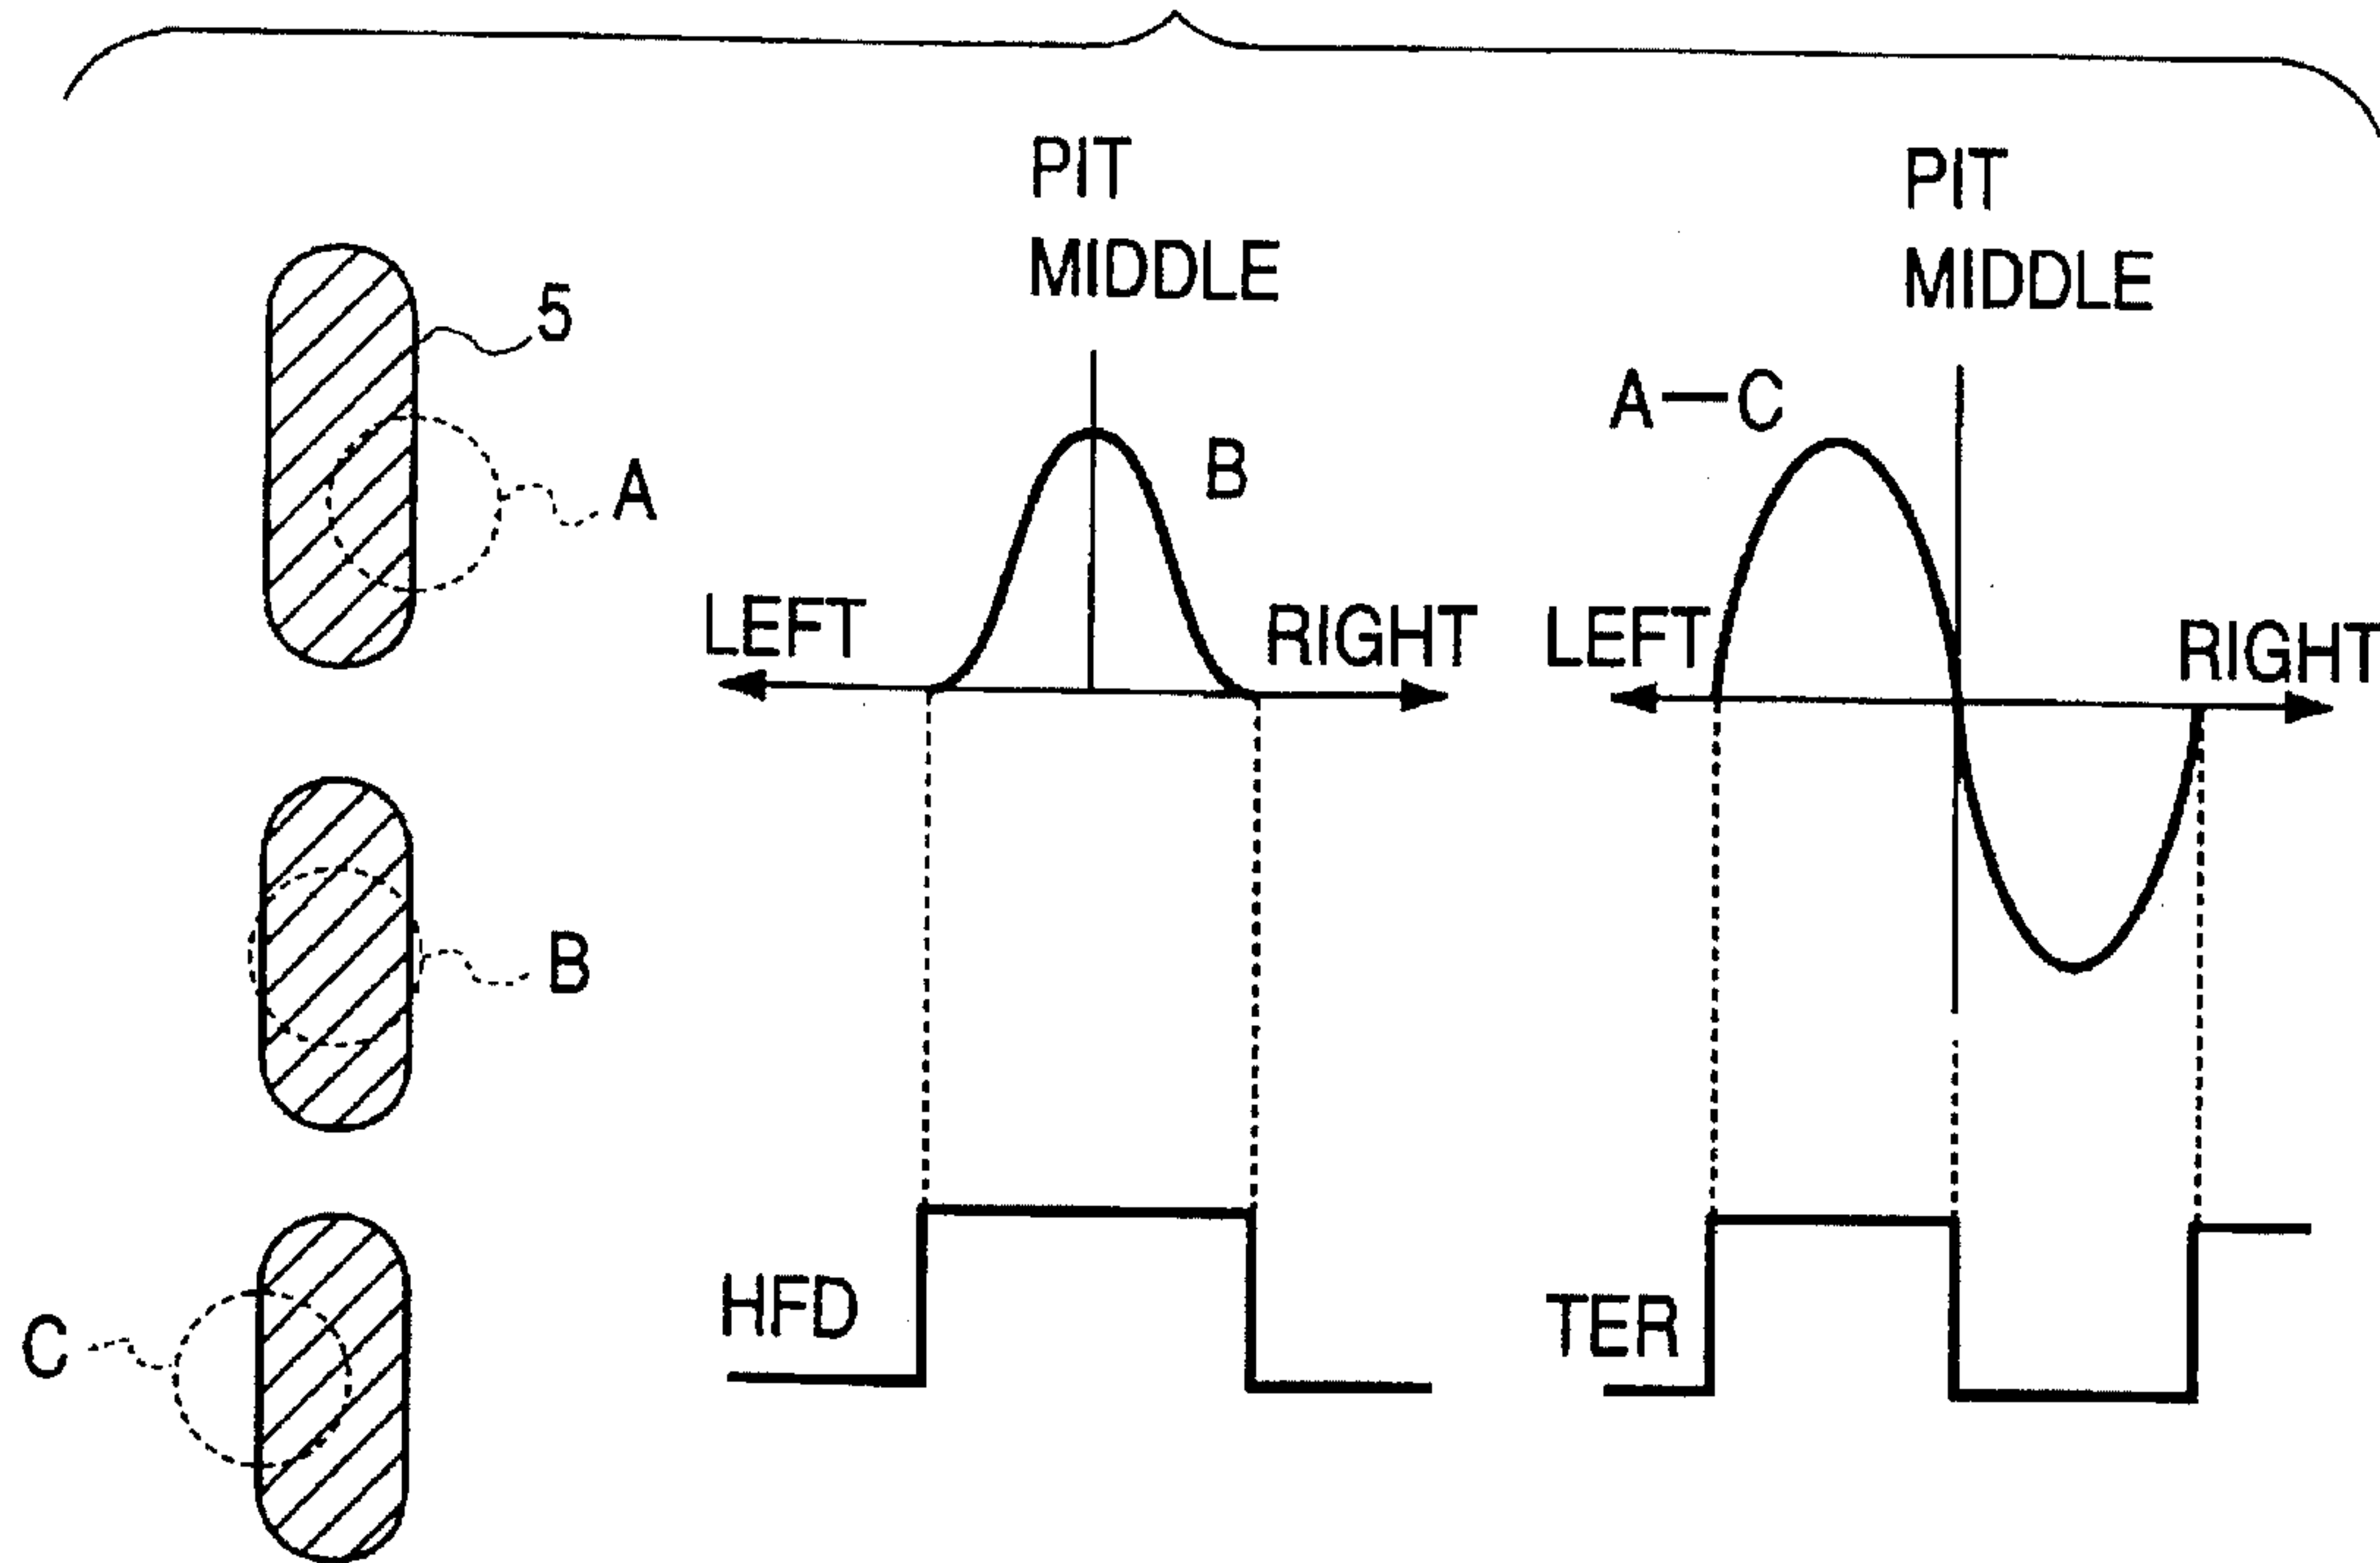 PIT
MIDDLE
PIT
MIDDLE
5
A
A—C
B
LEFT
RIGHT
LEFT
RIGHT
B
HFD
TER
C